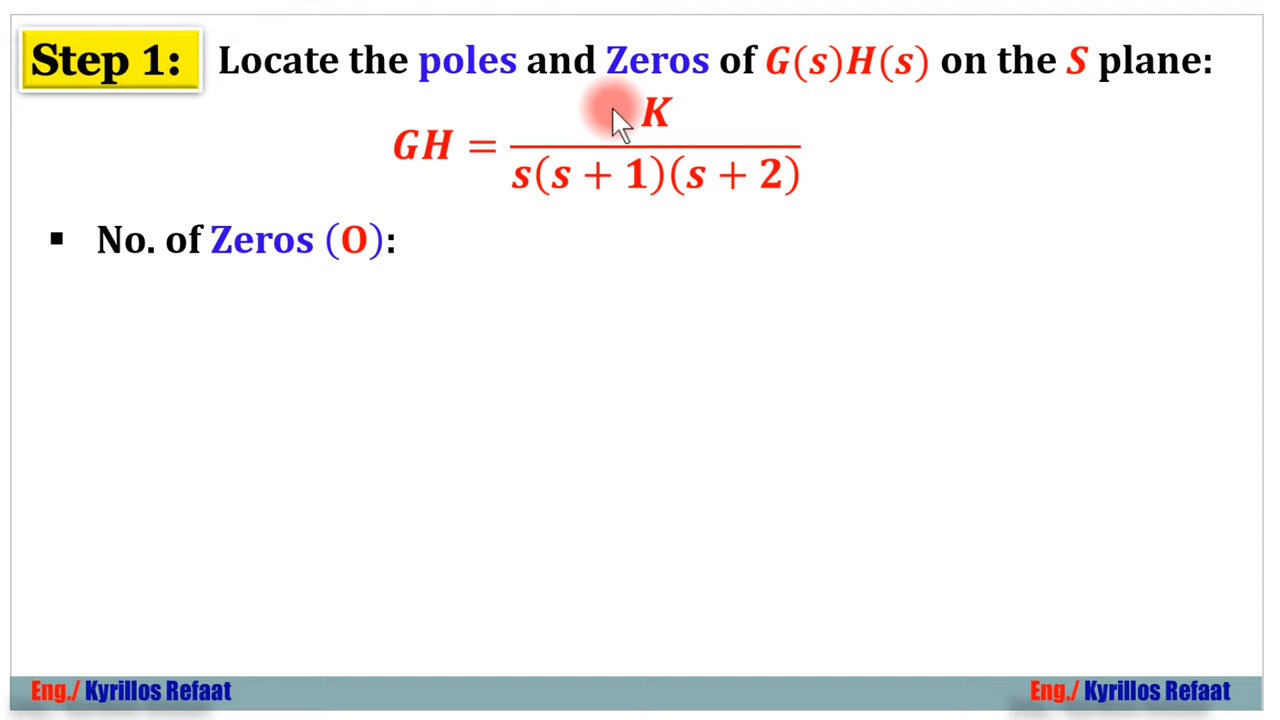 Step 1: Locate the poles and Zeros of G(s)H(s) on the S plane:
K
GH = 
s(s + 1)(s + 2)
▪ No. of Zeros (O):
Eng./ Kyrillos Refaat
Eng./ Kyrillos Refaat